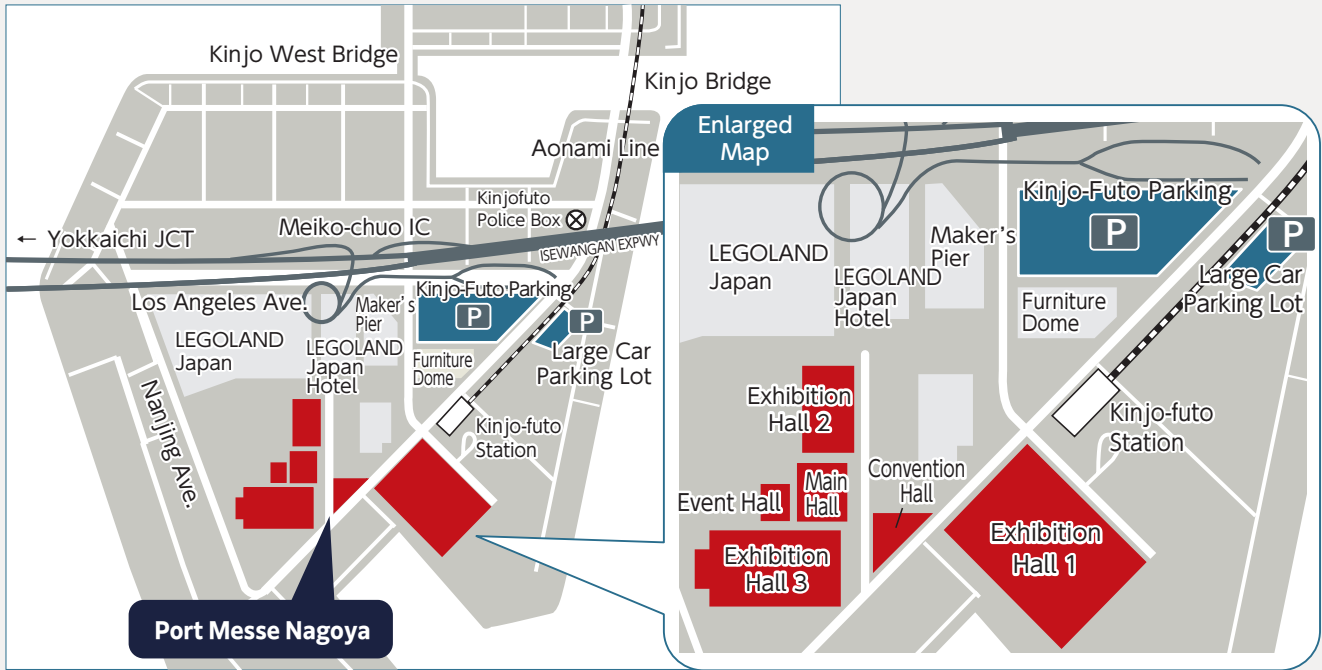 Kinjo West Bridge
Kinjo Bridge
Aonami Line
Kinjofuto
Police Box
← Yokkaichi JCT
Meiko-chuo IC
ISEWANGAN EXPWY
Los Angeles Ave.
Kinjo-Futo Parking
P
Maker's
Pier
P
LEGOLAND
Japan
LEGOLAND
Japan
Hotel
Furniture
Dome
Large Car
Parking Lot
Nanjing Ave.
Kinjo-futo
Station
Port Messe Nagoya
Enlarged
Map
Kinjo-Futo Parking
P
P
LEGOLAND
Japan
LEGOLAND
Japan
Hotel
Maker's
Pier
Large Car
Parking Lot
Furniture
Dome
Exhibition
Hall 2
Kinjo-futo
Station
Convention
Hall
Main
Hall
Event Hall
Exhibition
Hall 1
Exhibition
Hall 3